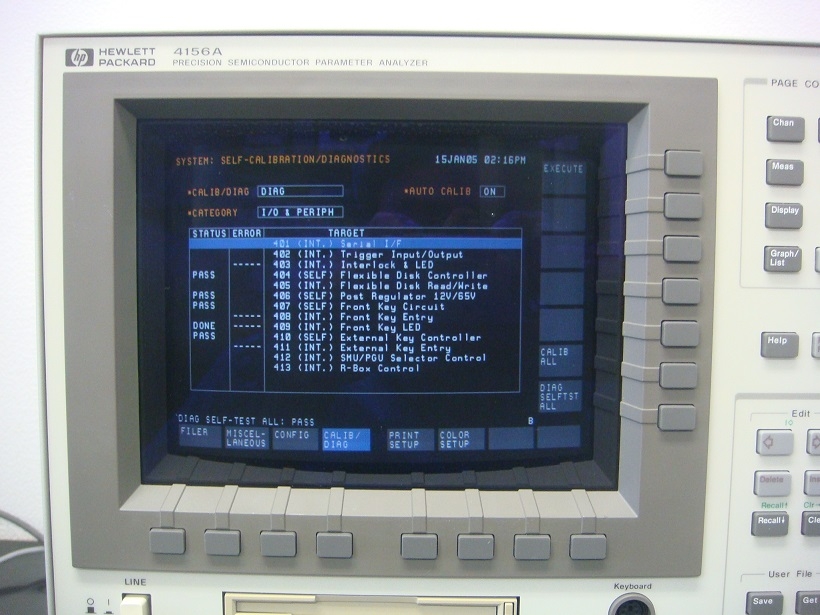 hp HEWLETT PACKARD 4156A
PRECISION SEMICONDUCTOR PARAMETER ANALYZER
PAGE CO
SYSTEM: SELF-CALIBRATION/DIAGNOSTICS 15JAN05 02:16PM
EXECUTE
*CALIB/DIAG DIAG *AUTO CALIB ON
*CATEGORY I/O & PERIPH
STATUS ERROR TARGET
401 (INT.) Serial I/F
402 (INT.) Trigger Input/Output
----- 403 (INT.) Interlock & LED
PASS 404 (SELF) Flexible Disk Controller
405 (INT.) Flexible Disk Read/Write
PASS 406 (SELF) Post Regulator 12V/65V
PASS 407 (SELF) Front Key Circuit
----- 408 (INT.) Front Key Entry
DONE ----- 409 (INT.) Front Key LED
PASS 410 (SELF) External Key Controller
----- 411 (INT.) External Key Entry
412 (INT.) SMU/PGU Selector Control
413 (INT.) R-Box Control
CALIB ALL
DIAG SELFTST ALL
DIAG SELF-TEST ALL: PASS B
FILER
MISCEL-LANEOUS
CONFIG
CALIB/DIAG
PRINT SETUP
COLOR SETUP
Chan
Meas
Display
Graph/List
Help
Edit
Delete
Recall↑
Recall↓
User File
Save
Get
LINE
Keyboard